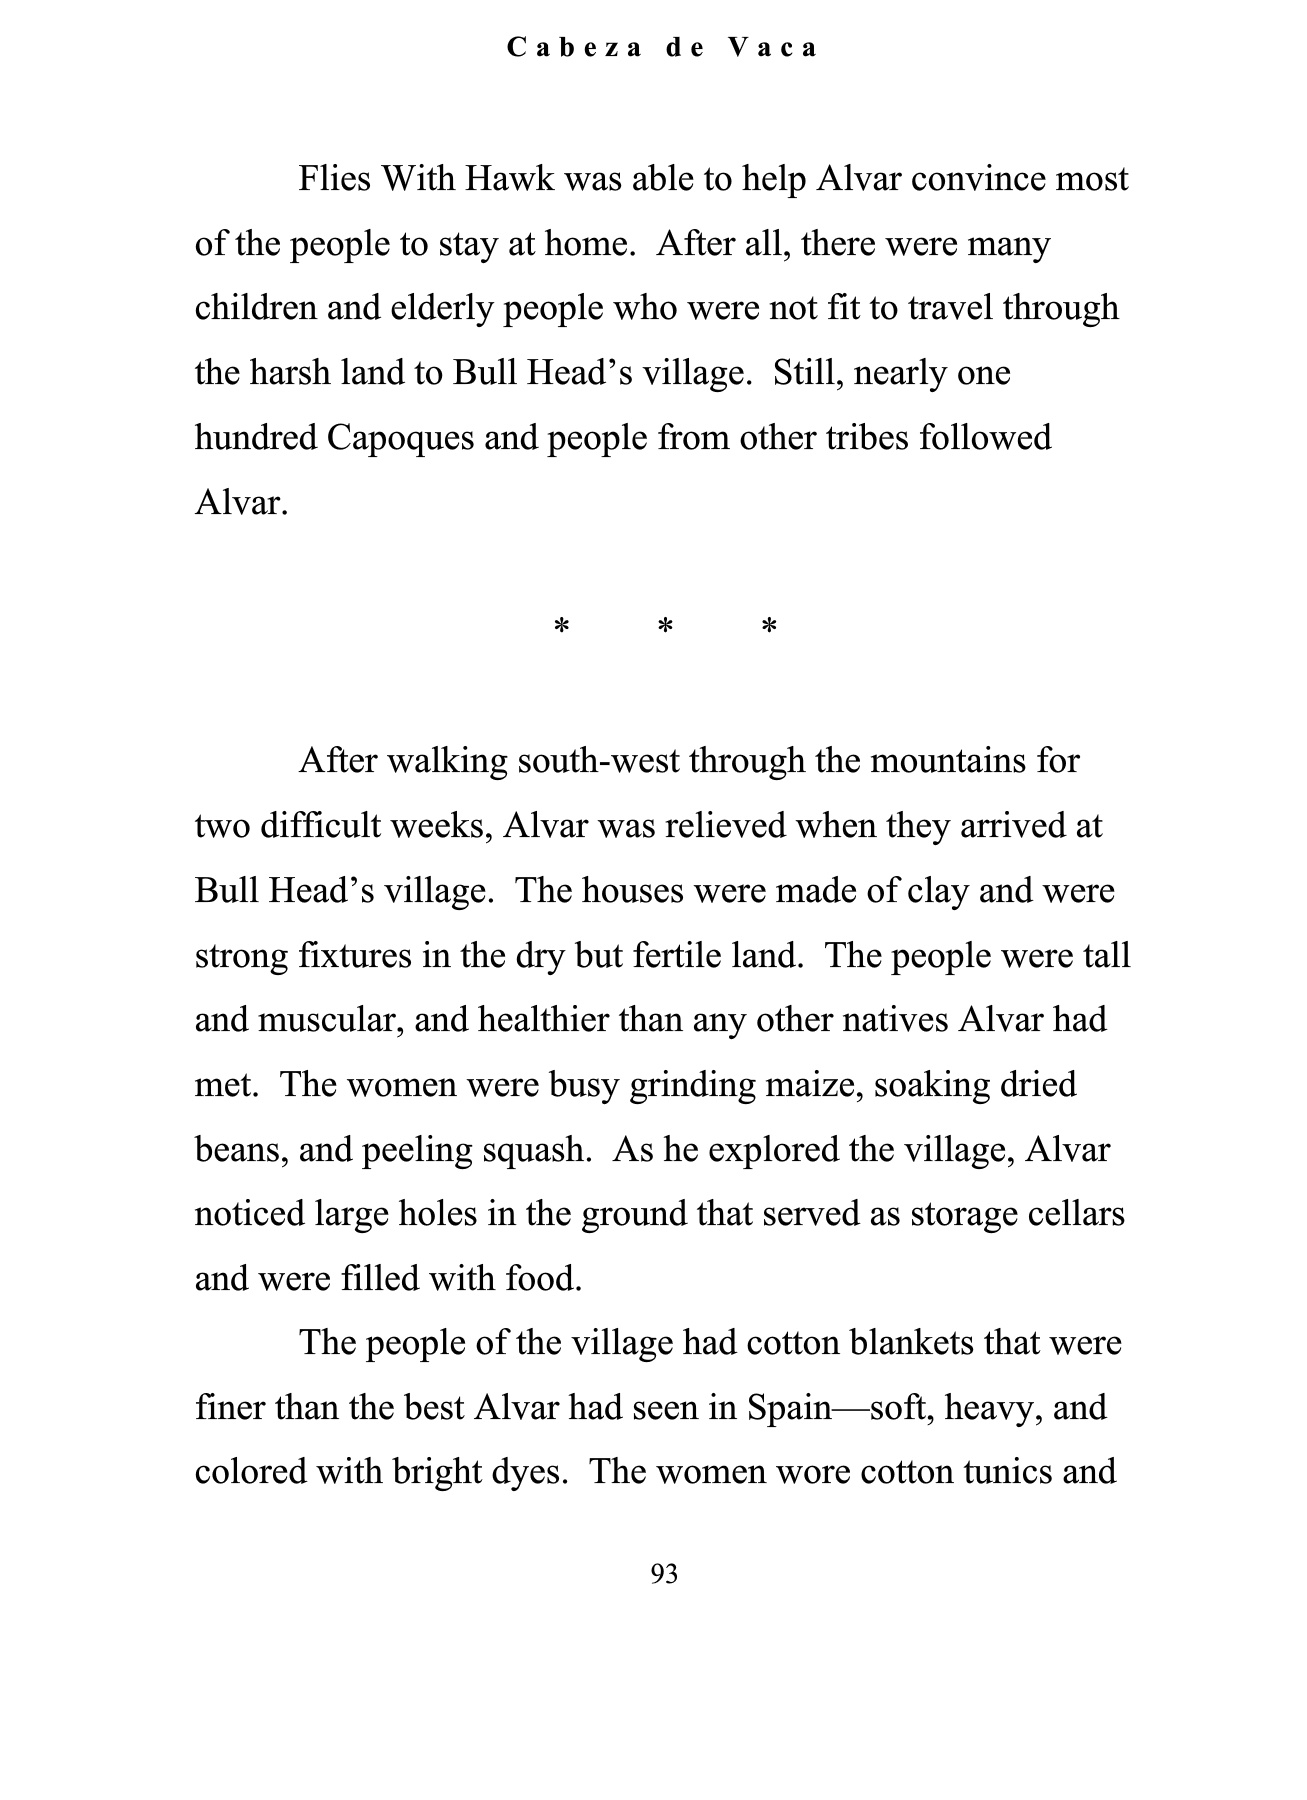 Cabeza de Vaca
Flies With Hawk was able to help Alvar convince most
of the people to stay at home.  After all, there were many
children and elderly people who were not fit to travel through
the harsh land to Bull Head’s village.  Still, nearly one
hundred Capoques and people from other tribes followed
Alvar.
* * *
After walking south-west through the mountains for
two difficult weeks, Alvar was relieved when they arrived at
Bull Head’s village.  The houses were made of clay and were
strong fixtures in the dry but fertile land.  The people were tall
and muscular, and healthier than any other natives Alvar had
met.  The women were busy grinding maize, soaking dried
beans, and peeling squash.  As he explored the village, Alvar
noticed large holes in the ground that served as storage cellars
and were filled with food.
The people of the village had cotton blankets that were
finer than the best Alvar had seen in Spain—soft, heavy, and
colored with bright dyes.  The women wore cotton tunics and
93